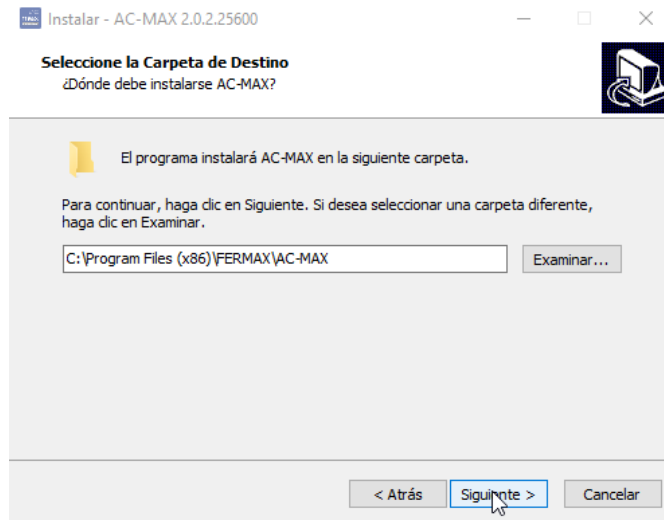 Instalar - AC-MAX 2.0.2.25600
Seleccione la Carpeta de Destino
¿Dónde debe instalarse AC-MAX?
El programa instalará AC-MAX en la siguiente carpeta.
Para continuar, haga clic en Siguiente. Si desea seleccionar una carpeta diferente,
haga clic en Examinar.
C:\Program Files (x86)\FERMAX\AC-MAX
Examinar...
< Atrás
Siguiente >
Cancelar